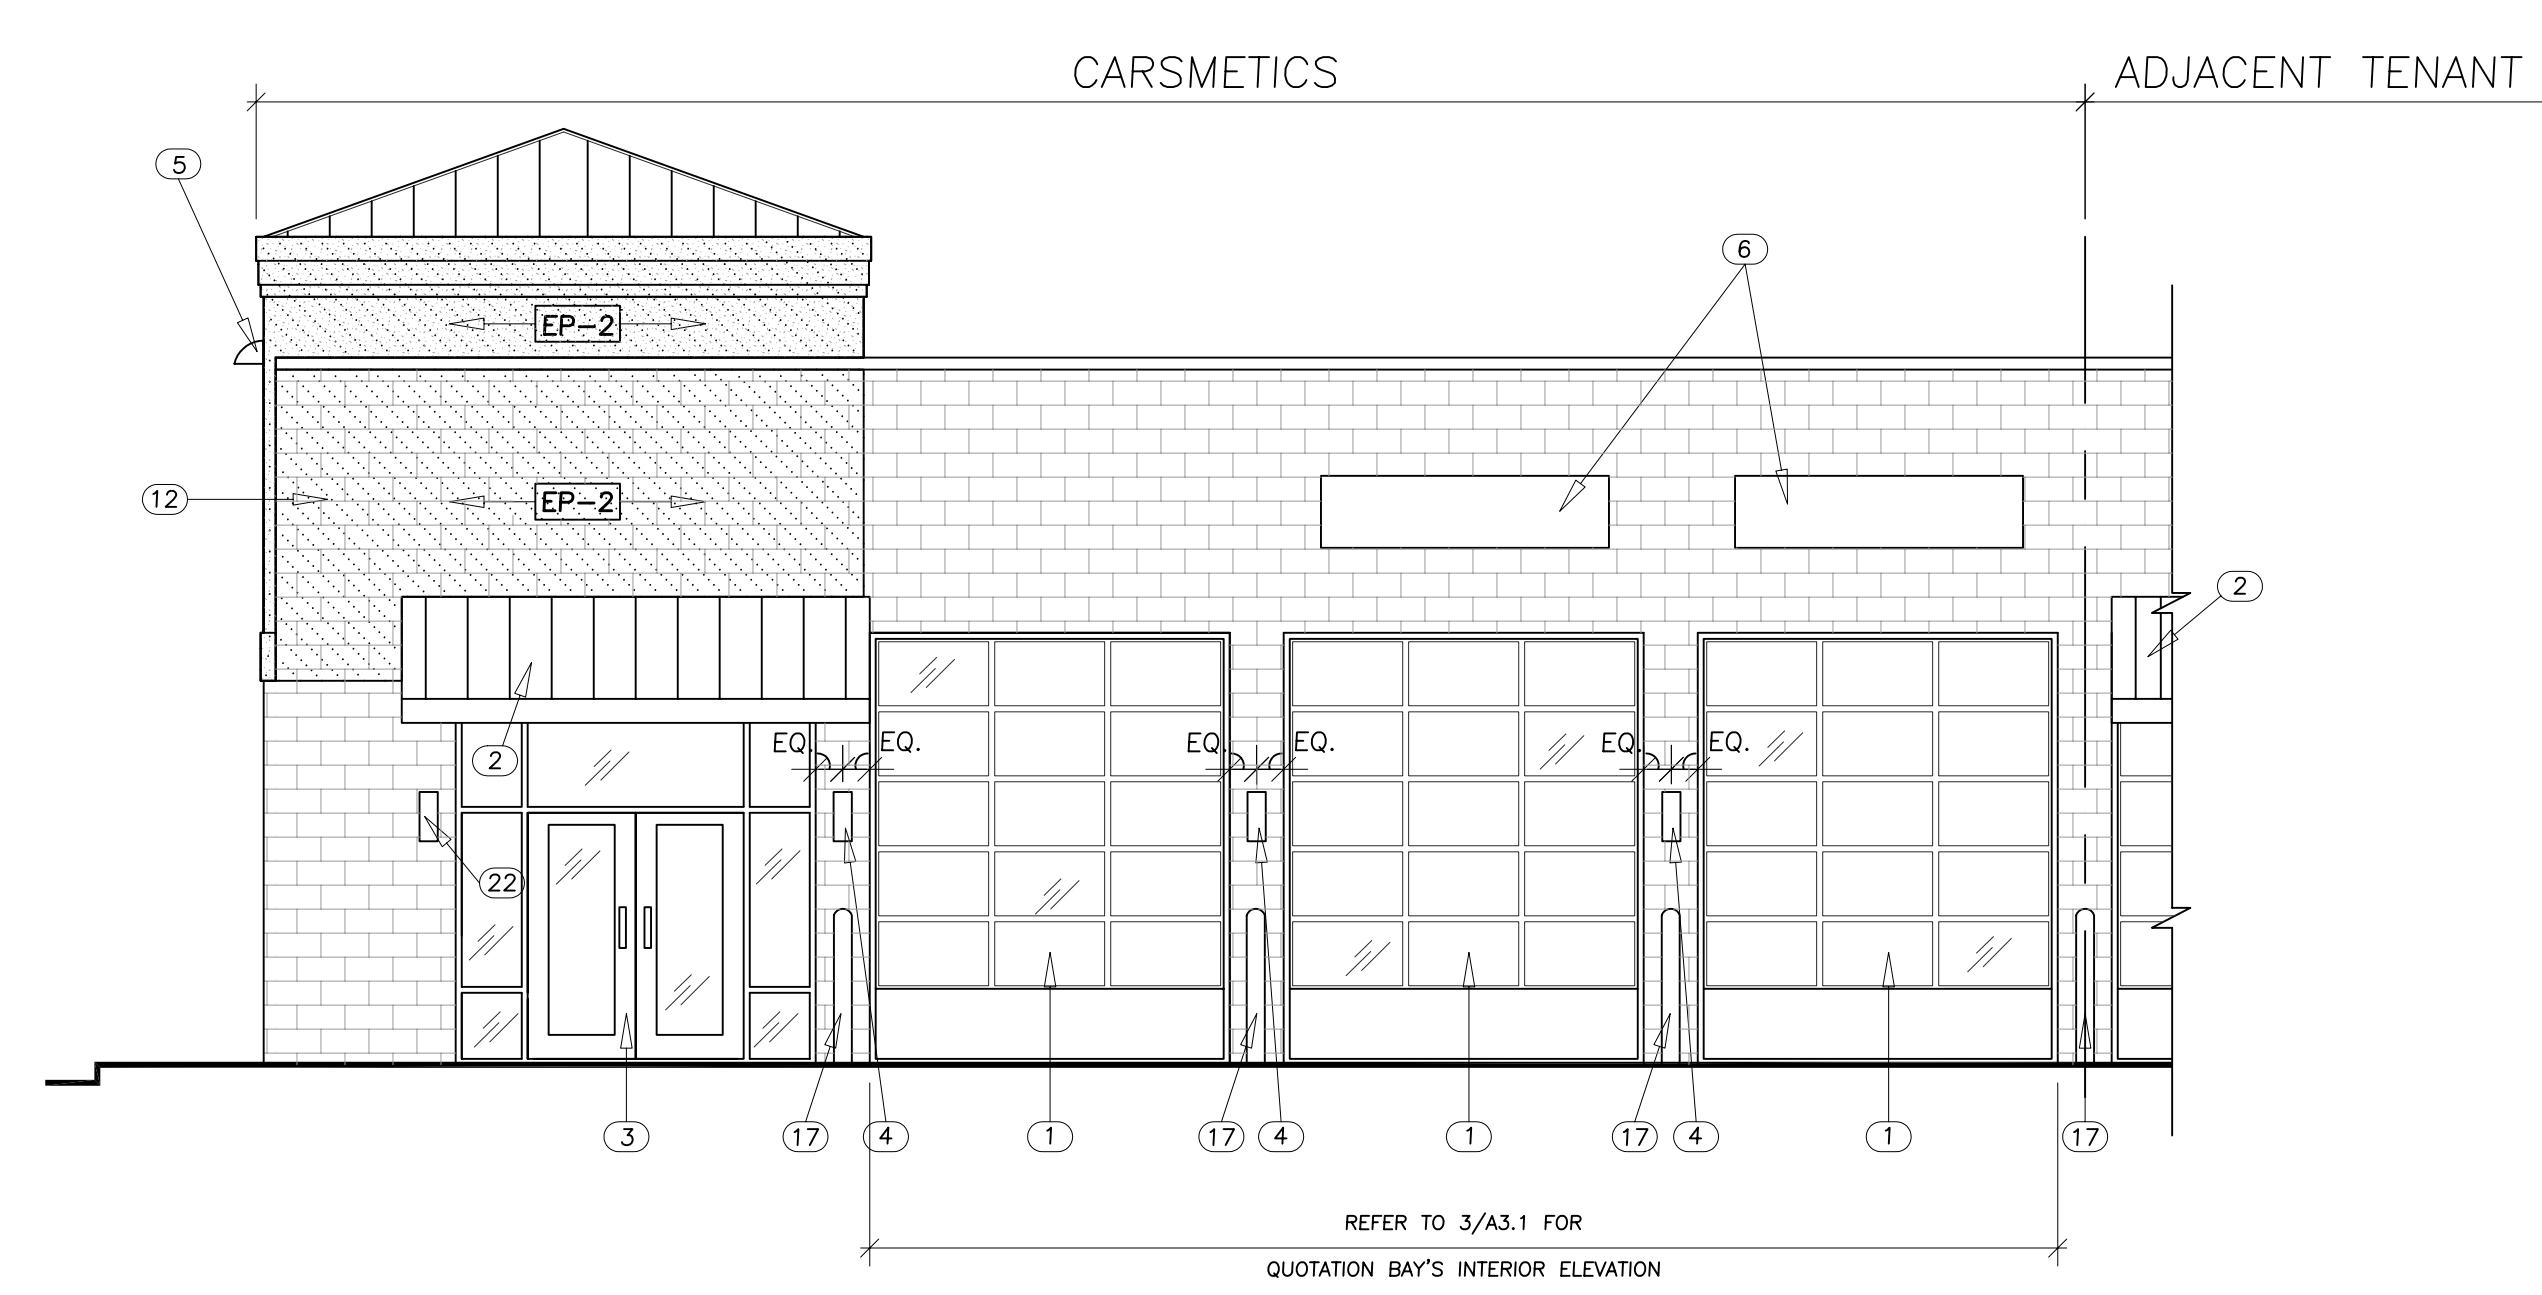 CARSMETICS
ADJACENT TENANT
5
6
EP-2
12
EP-2
2
2
EQ.
EQ.
EQ.
EQ.
EQ.
EQ.
22
3
17
4
1
17
4
1
17
4
1
17
REFER TO 3/A3.1 FOR
QUOTATION BAY'S INTERIOR ELEVATION